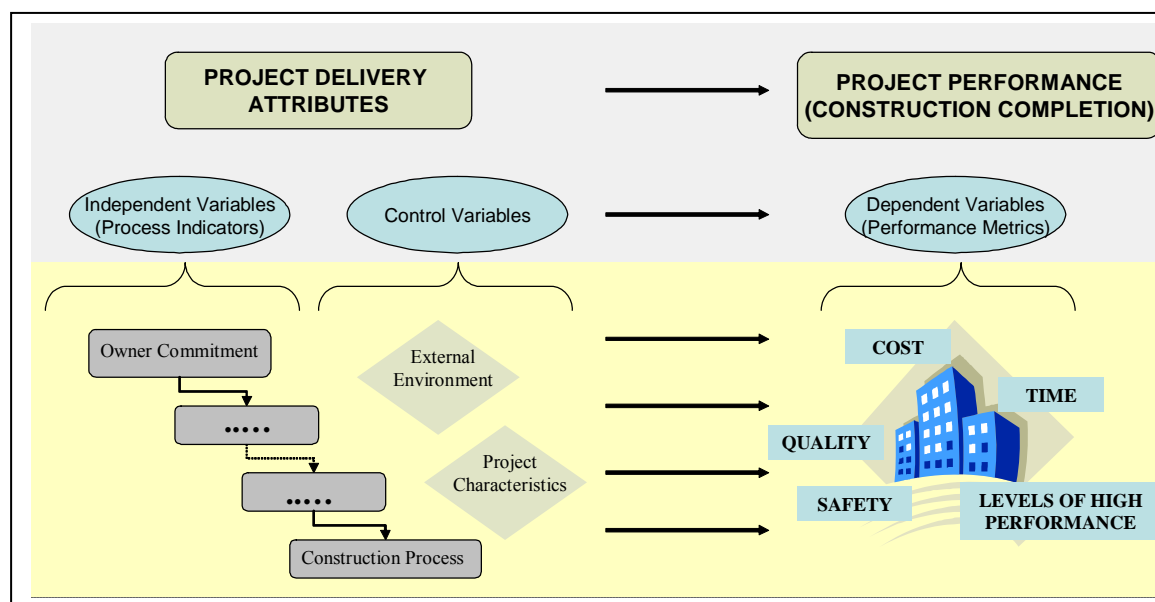 PROJECT DELIVERY
ATTRIBUTES
PROJECT PERFORMANCE
(CONSTRUCTION COMPLETION)
Independent Variables
(Process Indicators)
Control Variables
Dependent Variables
(Performance Metrics)
Owner Commitment
.....
.....
Construction Process
External
Environment
Project
Characteristics
COST
TIME
QUALITY
SAFETY
LEVELS OF HIGH
PERFORMANCE